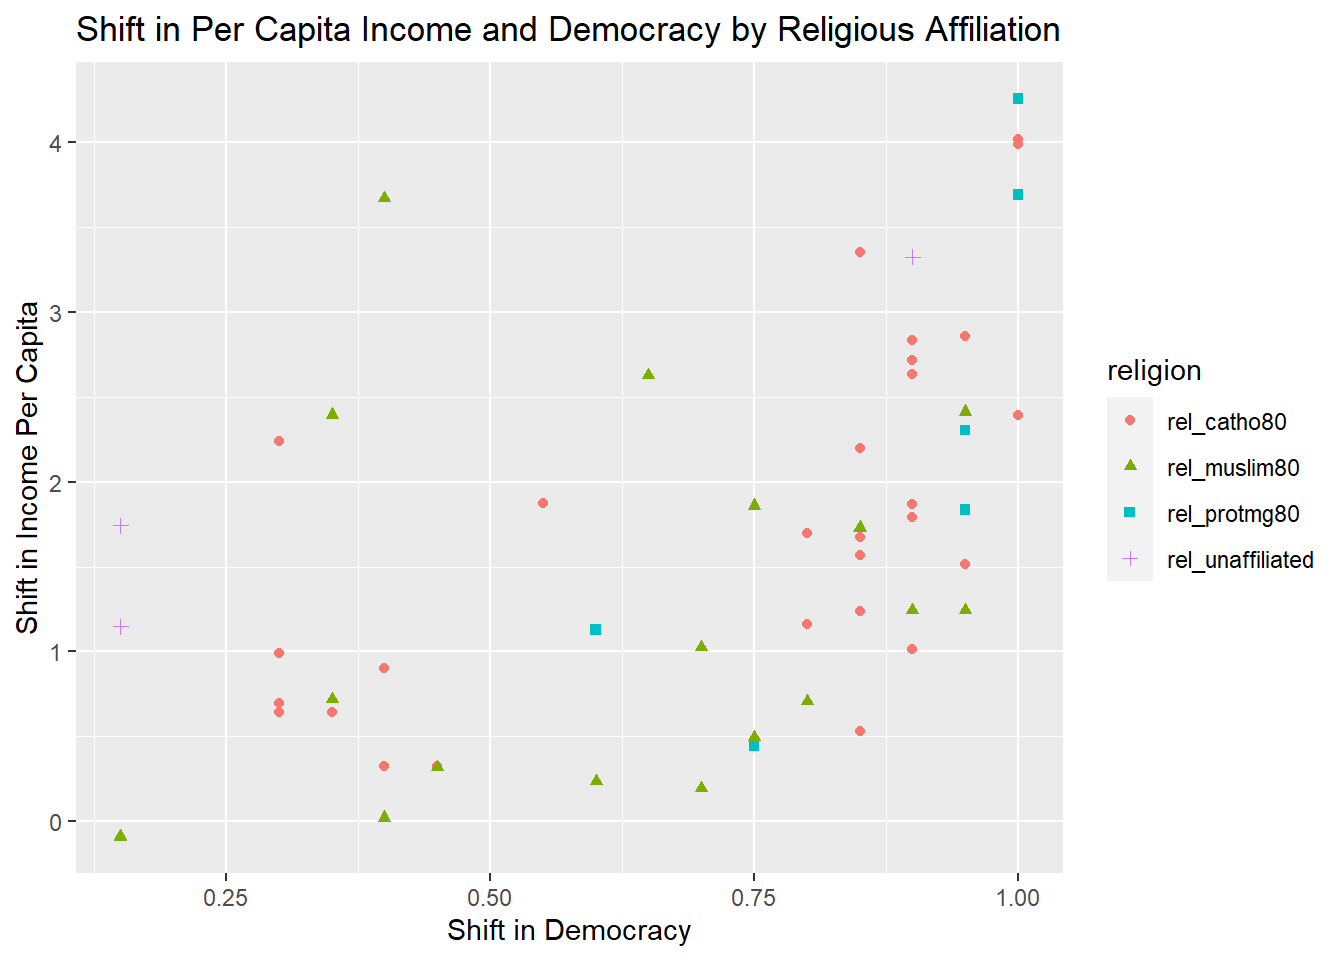 Shift in Per Capita Income and Democracy by Religious Affiliation
Shift in Income Per Capita
4
3
2
1
0
0.25 0.50 0.75 1.00
Shift in Democracy
religion
rel_catho80
rel_muslim80
rel_protmg80
rel_unaffiliated